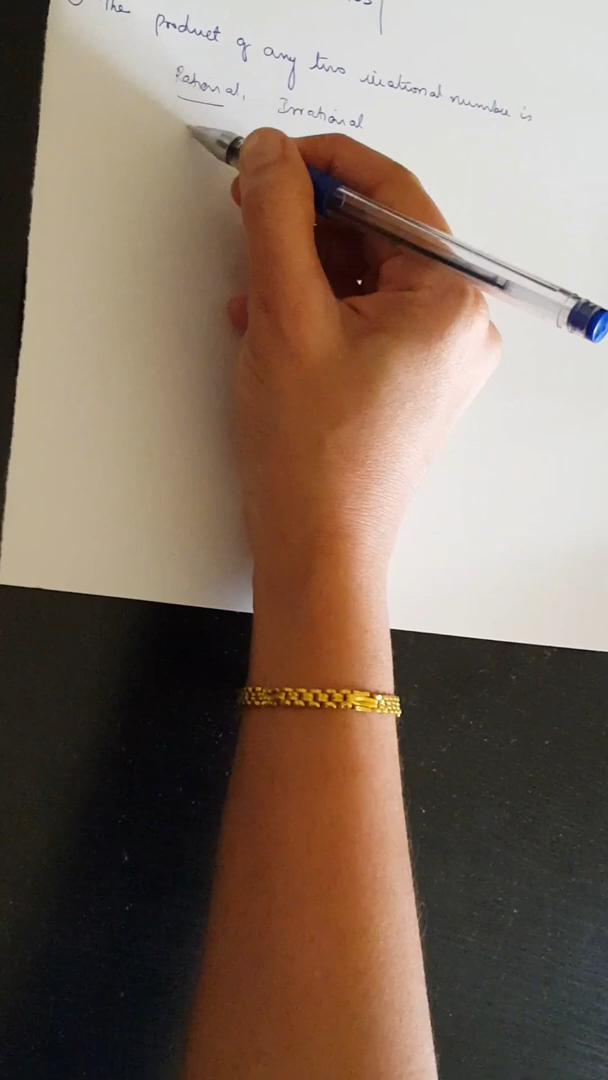 The product of any two irrational number is
Rational, Irrational